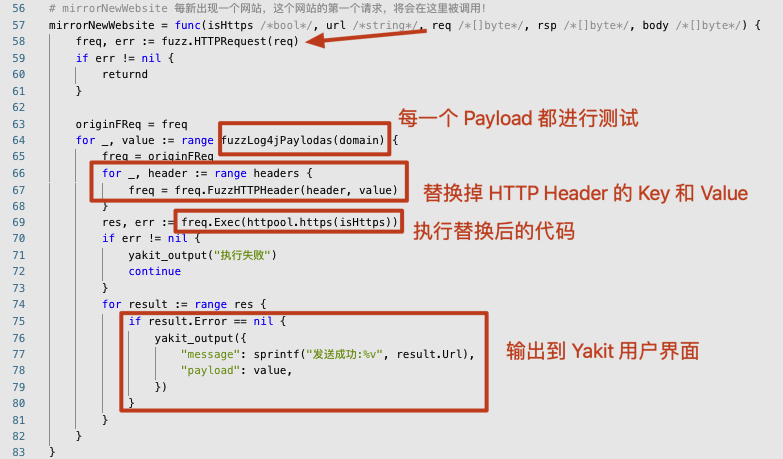 56 # mirrorNewWebsite 每新出现一个网站，这个网站的第一个请求，将会在这里被调用！
57 mirrorNewWebsite = func(isHttps /*bool*/, url /*string*/, req /*[]byte*/, rsp /*[]byte*/, body /*[]byte*/) {
58 freq, err := fuzz.HTTPRequest(req)
59 if err != nil {
60 returnd
61 }
62
63 originFReq = freq
每一个 Payload 都进行测试
64 for _, value := range fuzzLog4jPaylodas(domain) {
65 freq = originFReq
66 for _, header := range headers {
67 freq = freq.FuzzHTTPHeader(header, value)
替换掉 HTTP Header 的 Key 和 Value
68 }
69 res, err := freq.Exec(httpool.https(isHttps))
执行替换后的代码
70 if err != nil {
71 yakit_output("执行失败")
72 continue
73 }
74 for result := range res {
75 if result.Error == nil {
76 yakit_output({
77 "message": sprintf("发送成功:%v", result.Url),
输出到 Yakit 用户界面
78 "payload": value,
79 })
80 }
81 }
82 }
83 }